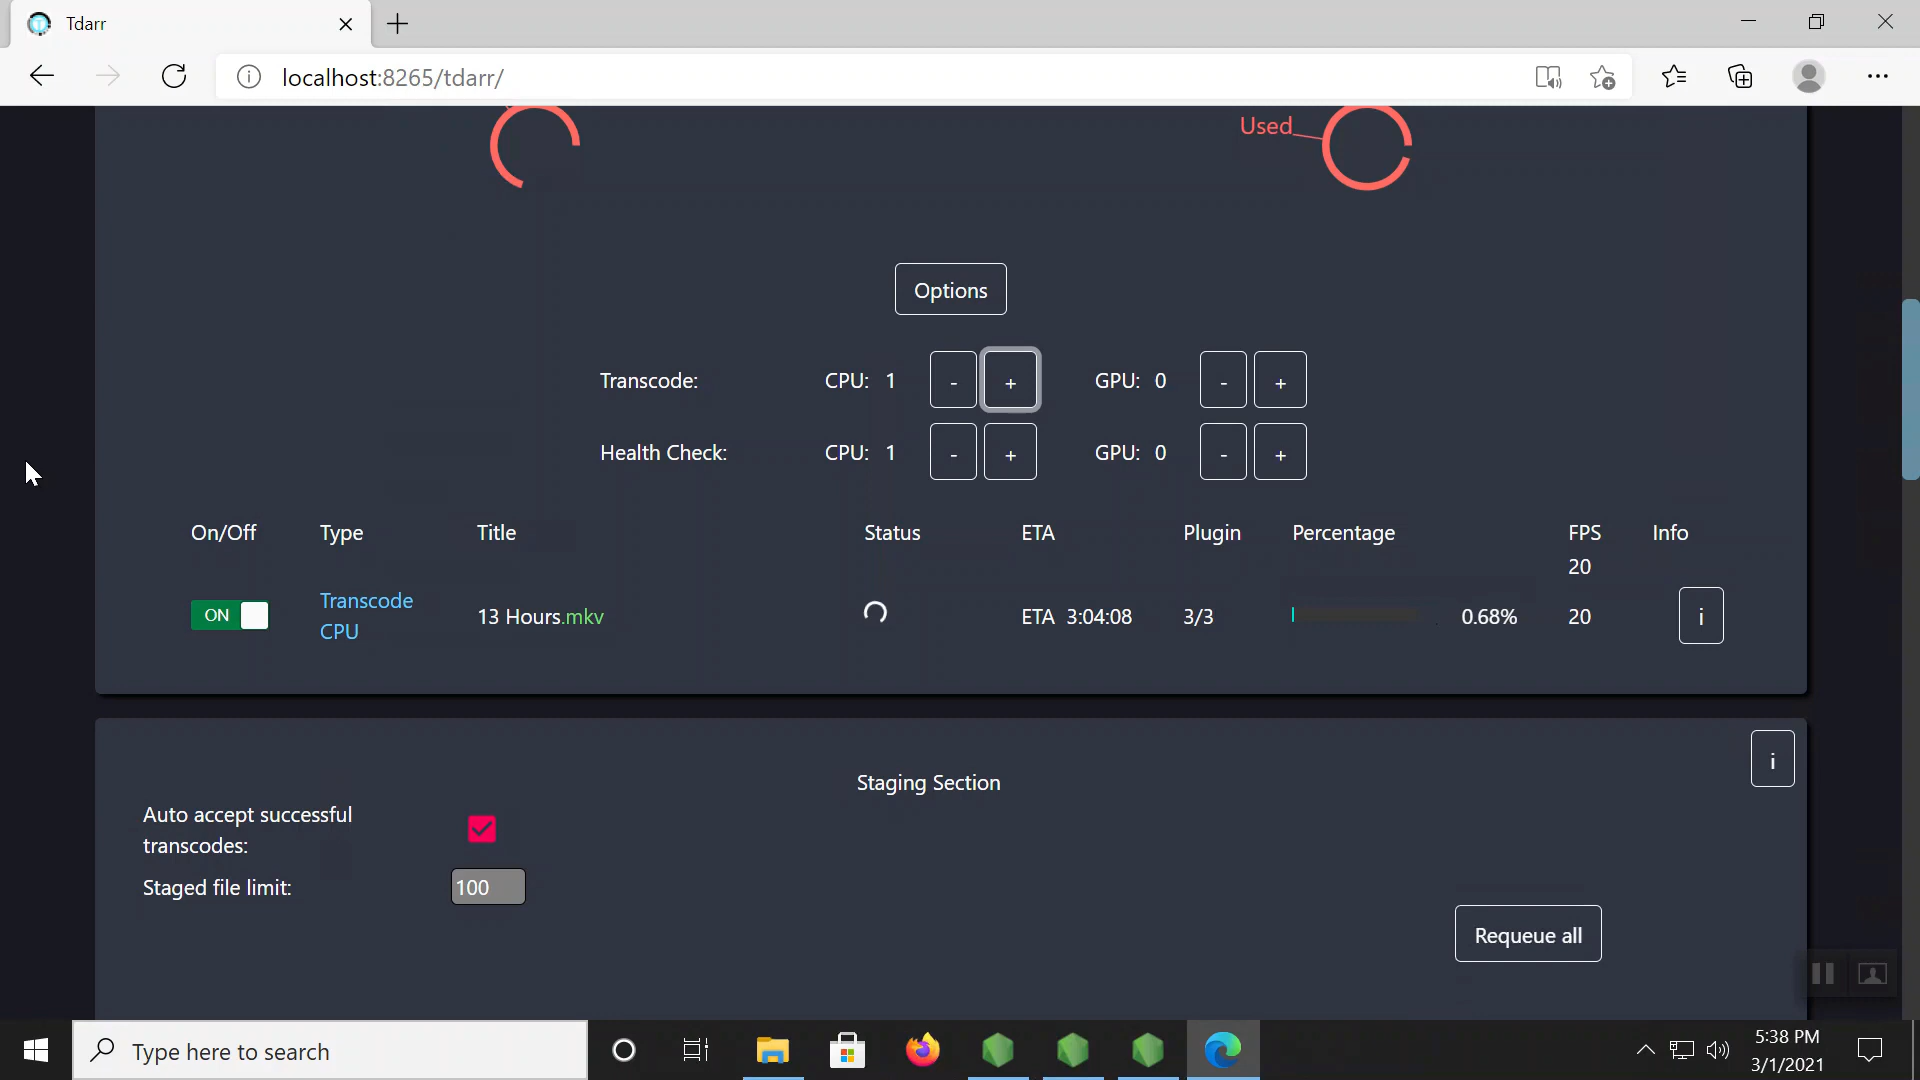 Tdarr
localhost:8265/tdarr/
Used
Options
Transcode: CPU: 1 - + GPU: 0 - +
Health Check: CPU: 1 - + GPU: 0 - +
On/Off Type Title Status ETA Plugin Percentage FPS Info
20
ON Transcode CPU 13 Hours.mkv ETA 3:04:08 3/3 0.68% 20 i
i
Staging Section
Auto accept successful
transcodes:
Staged file limit: 100
Requeue all
Type here to search
5:38 PM
3/1/2021